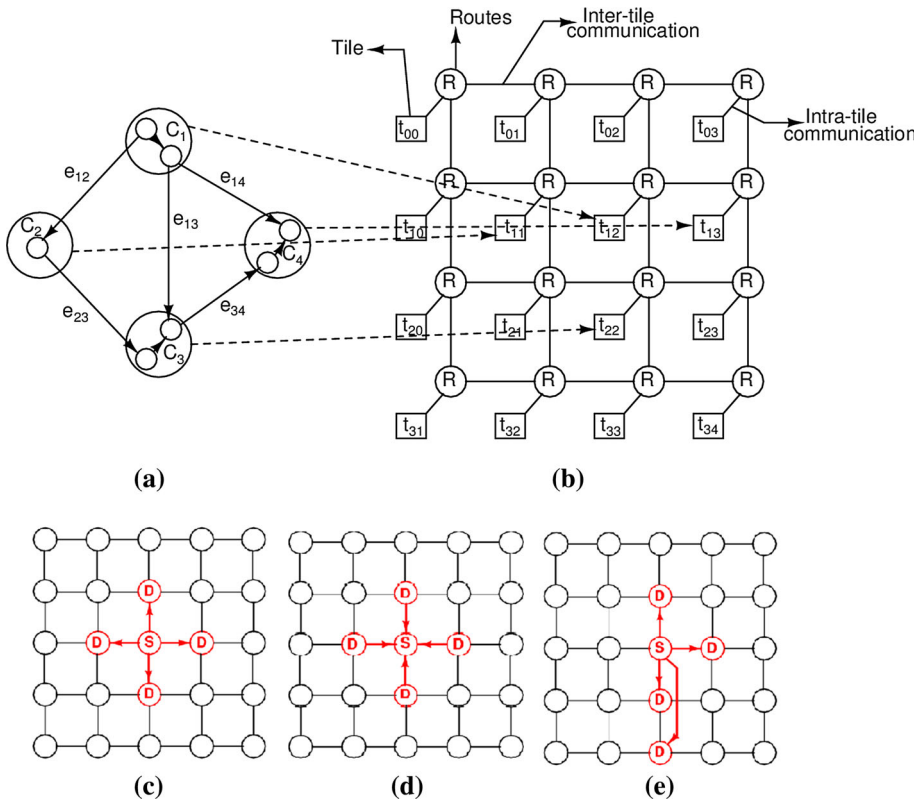 Routes
Inter-tile
communication
Tile
R R R R
t00 t01 t02 t03
Intra-tile
communication
C1
e12
e14
e13
R R R R
t10 t11 t12 t13
C2
C4
e23
e34
C3
R R R R
t20 t21 t22 t23
R R R R
t31 t32 t33 t34
(a) (b)
D
D S D
D
D
D S D
D
D
S D
D
D
(c) (d) (e)